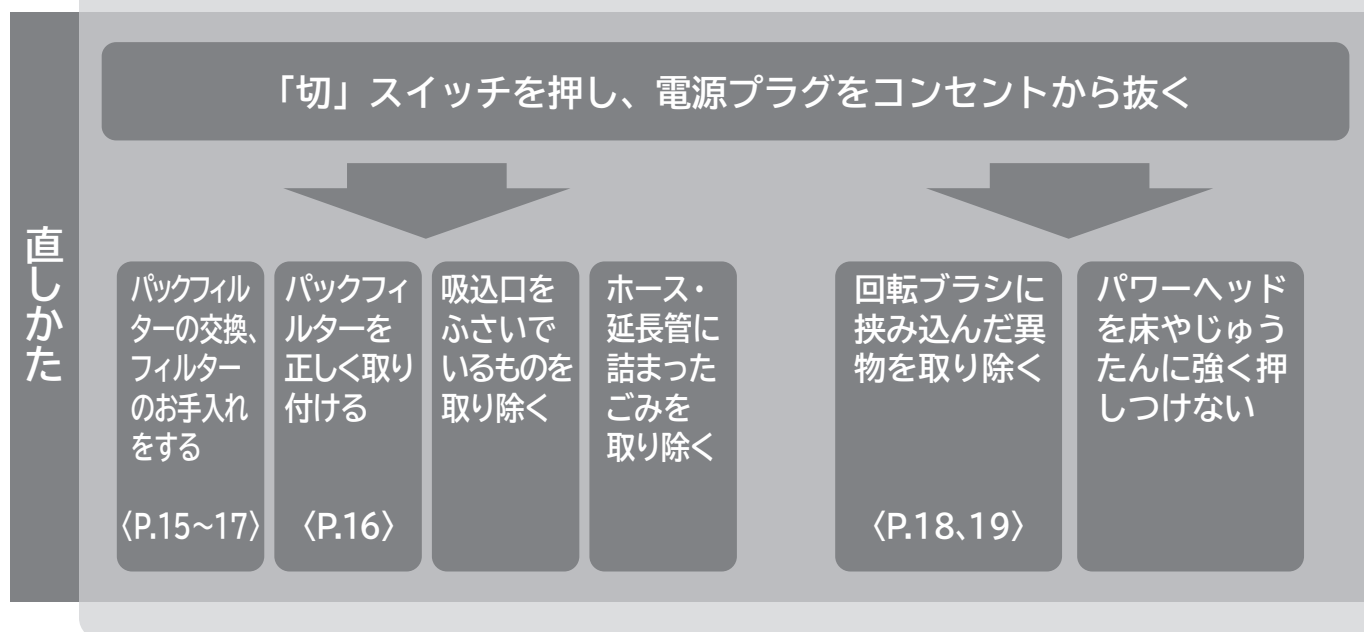 直しかた
「切」スイッチを押し、電源プラグをコンセントから抜く
パックフィル
ターの交換、
フィルター
のお手入れ
をする
〈P.15~17〉
パックフィ
ルターを
正しく取り
付ける
〈P.16〉
吸込口を
ふさいで
いるものを
取り除く
ホース・
延長管に
詰まった
ごみを
取り除く
回転ブラシに
挟み込んだ異
物を取り除く
〈P.18、19〉
パワーヘッド
を床やじゅう
たんに強く押
しつけない